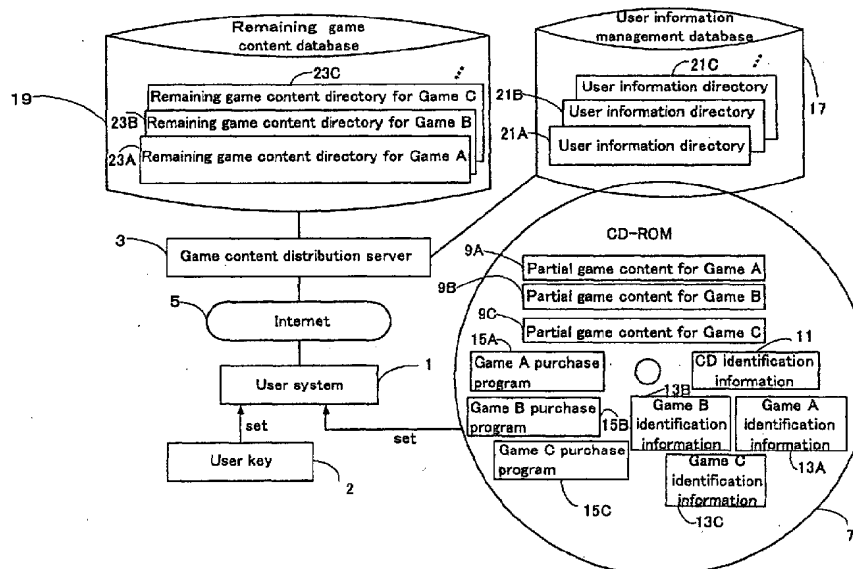 Remaining game
content database
23C
Remaining game content directory for Game C
23B
Remaining game content directory for Game B
23A
Remaining game content directory for Game A
19
User information
management database
21C
User information directory
21B
User information directory
21A
User information directory
17
3
Game content distribution server
5
Internet
1
User system
set
set
User key
2
CD-ROM
9A
Partial game content for Game A
9B
Partial game content for Game B
9C
Partial game content for Game C
15A
Game A purchase
program
11
CD identification
information
Game B purchase
program
15B
13B
Game B
identification
information
Game A
identification
information
13A
Game C purchase
program
15C
Game C
identification
information
13C
7